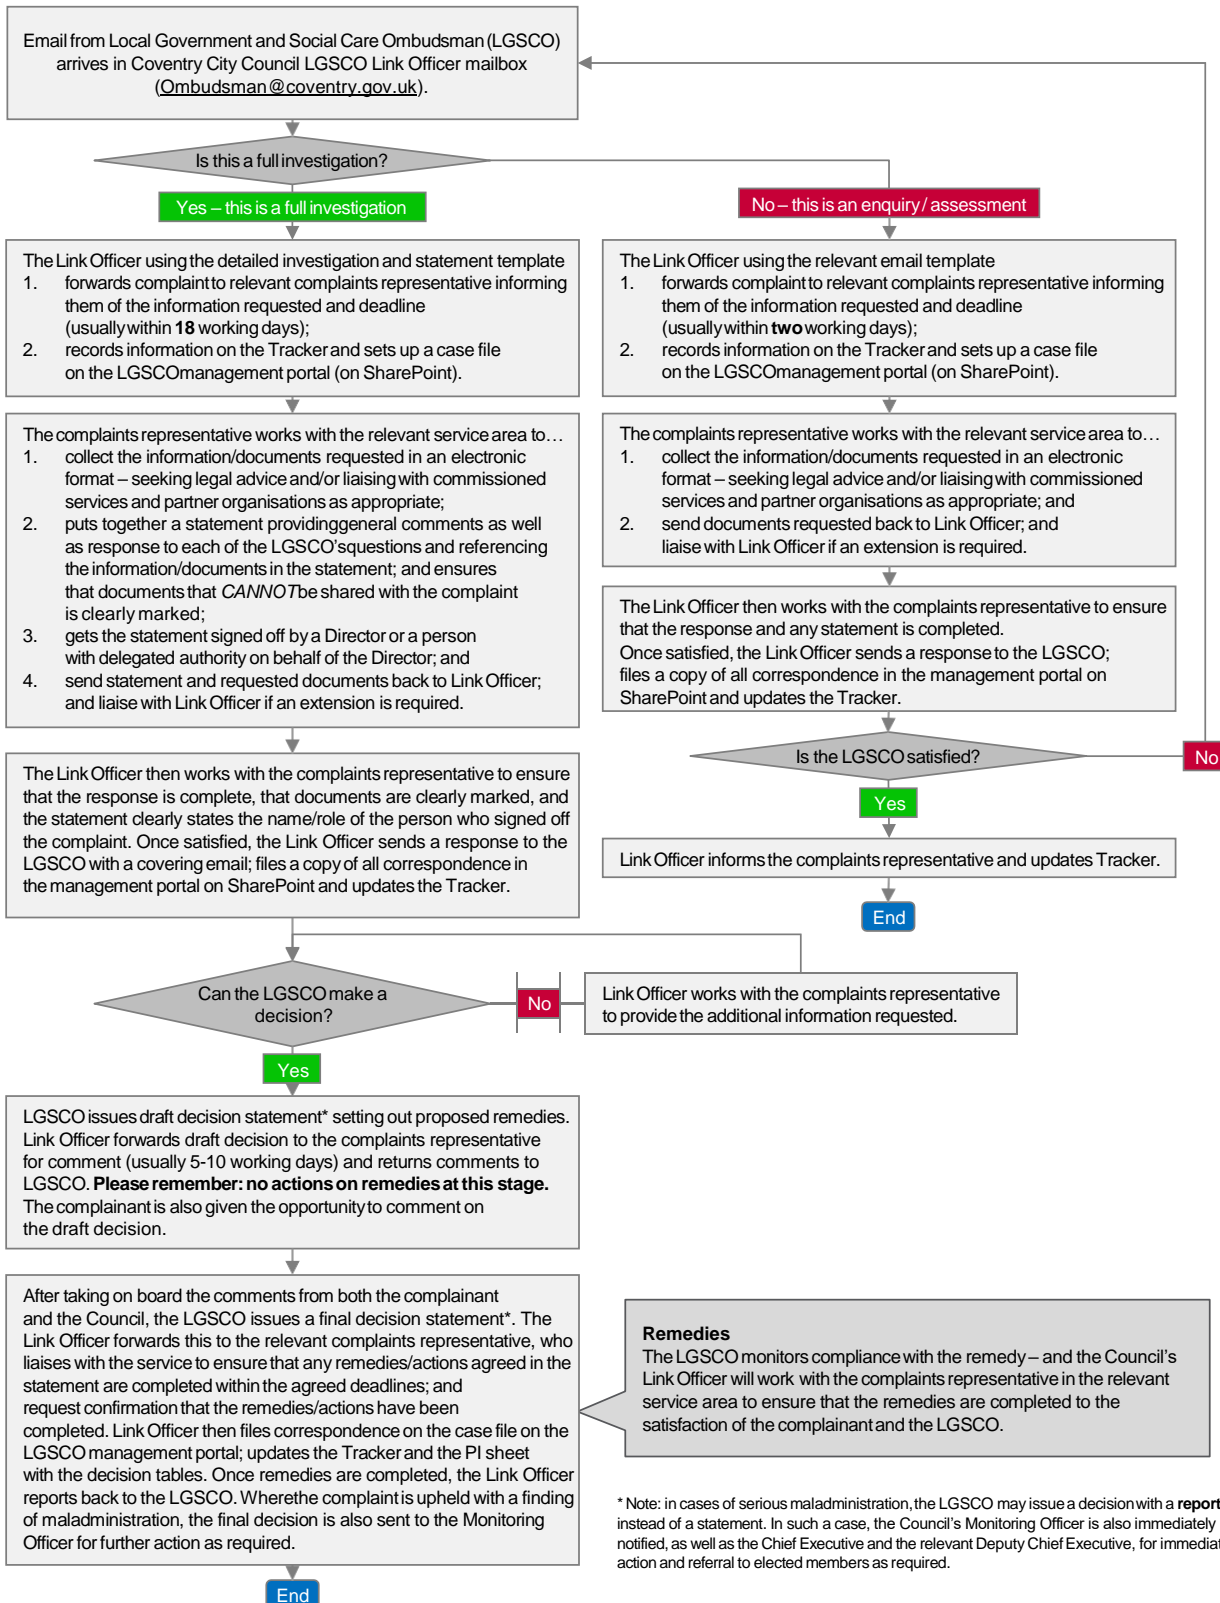 Email from Local Government and Social Care Ombudsman (LGSCO)
arrives in Coventry City Council LGSCO Link Officer mailbox
(Ombudsman@coventry.gov.uk).
Is this a full investigation?
Yes – this is a full investigation
No – this is an enquiry / assessment
The Link Officer using the detailed investigation and statement template
1. forwards complaint to relevant complaints representative informing
them of the information requested and deadline
(usually within 18 working days);
2. records information on the Tracker and sets up a case file
on the LGSCO management portal (on SharePoint).
The Link Officer using the relevant email template
1. forwards complaint to relevant complaints representative informing
them of the information requested and deadline
(usually within two working days);
2. records information on the Tracker and sets up a case file
on the LGSCO management portal (on SharePoint).
The complaints representative works with the relevant service area to…
1. collect the information/documents requested in an electronic
format – seeking legal advice and/or liaising with commissioned
services and partner organisations as appropriate;
2. puts together a statement providing general comments as well
as response to each of the LGSCO's questions and referencing
the information/documents in the statement; and ensures
that documents that CANNOT be shared with the complaint
is clearly marked;
3. gets the statement signed off by a Director or a person
with delegated authority on behalf of the Director; and
4. send statement and requested documents back to Link Officer;
and liaise with Link Officer if an extension is required.
The complaints representative works with the relevant service area to…
1. collect the information/documents requested in an electronic
format – seeking legal advice and/or liaising with commissioned
services and partner organisations as appropriate; and
2. send documents requested back to Link Officer; and
liaise with Link Officer if an extension is required.
The Link Officer then works with the complaints representative to ensure
that the response and any statement is completed.
Once satisfied, the Link Officer sends a response to the LGSCO;
files a copy of all correspondence in the management portal on
SharePoint and updates the Tracker.
Is the LGSCO satisfied?
No
Yes
Link Officer informs the complaints representative and updates Tracker.
End
The Link Officer then works with the complaints representative to ensure
that the response is complete, that documents are clearly marked, and
the statement clearly states the name/role of the person who signed off
the complaint. Once satisfied, the Link Officer sends a response to the
LGSCO with a covering email; files a copy of all correspondence in
the management portal on SharePoint and updates the Tracker.
Can the LGSCO make a
decision?
No
Link Officer works with the complaints representative
to provide the additional information requested.
Yes
LGSCO issues draft decision statement* setting out proposed remedies.
Link Officer forwards draft decision to the complaints representative
for comment (usually 5-10 working days) and returns comments to
LGSCO. Please remember: no actions on remedies at this stage.
The complainant is also given the opportunity to comment on
the draft decision.
After taking on board the comments from both the complainant
and the Council, the LGSCO issues a final decision statement*. The
Link Officer forwards this to the relevant complaints representative, who
liaises with the service to ensure that any remedies/actions agreed in the
statement are completed within the agreed deadlines; and
request confirmation that the remedies/actions have been
completed. Link Officer then files correspondence on the case file on the
LGSCO management portal; updates the Tracker and the PI sheet
with the decision tables. Once remedies are completed, the Link Officer
reports back to the LGSCO. Where the complaint is upheld with a finding
of maladministration, the final decision is also sent to the Monitoring
Officer for further action as required.
End
Remedies
The LGSCO monitors compliance with the remedy – and the Council's
Link Officer will work with the complaints representative in the relevant
service area to ensure that the remedies are completed to the
satisfaction of the complainant and the LGSCO.
* Note: in cases of serious maladministration, the LGSCO may issue a decision with a report
instead of a statement. In such a case, the Council's Monitoring Officer is also immediately
notified, as well as the Chief Executive and the relevant Deputy Chief Executive, for immediat
action and referral to elected members as required.